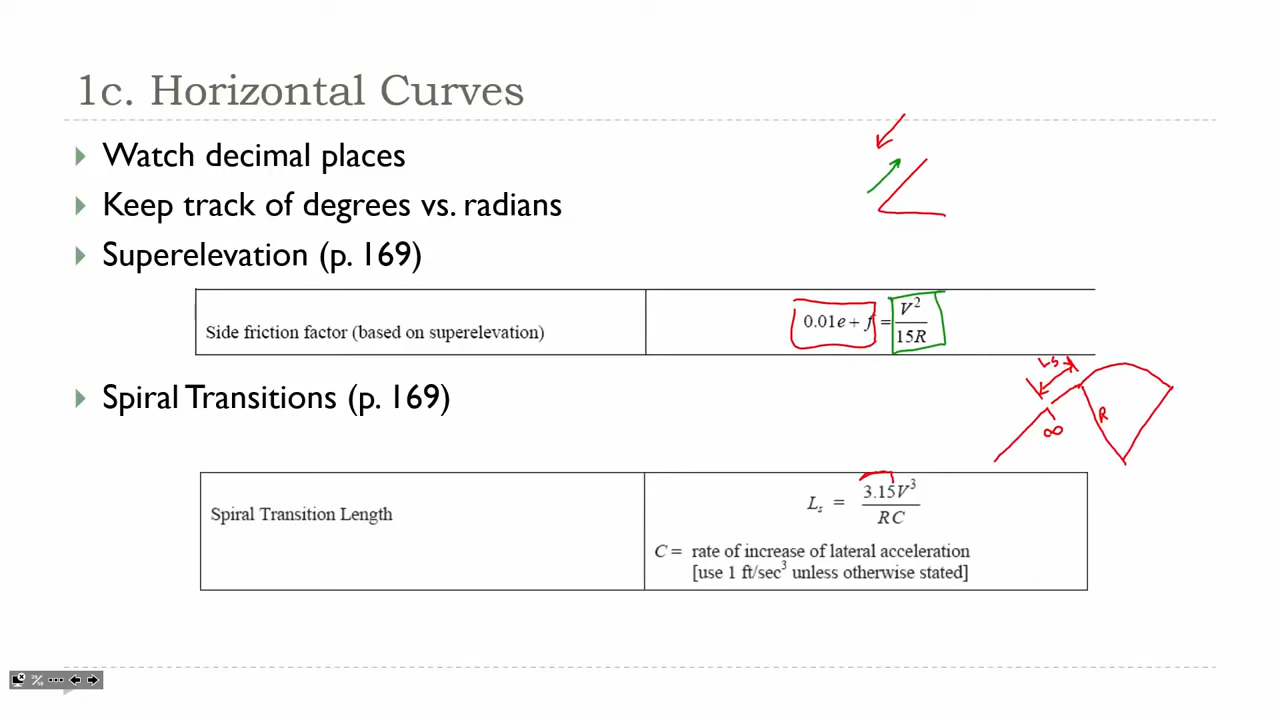 1c. Horizontal Curves
Watch decimal places
Keep track of degrees vs. radians
Superelevation (p. 169)
Side friction factor (based on superelevation)
0.01e + f = V²/15R
Spiral Transitions (p. 169)
Ls
R
∞
Spiral Transition Length
Lₛ = 3.15V³/RC
C = rate of increase of lateral acceleration
[use 1 ft/sec³ unless otherwise stated]